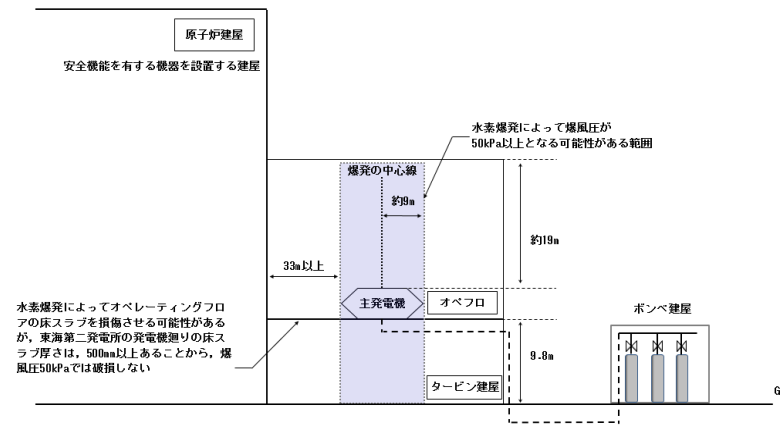 原子炉建屋
安全機能を有する機器を設置する建屋
水素爆発によって爆風圧が
50kPa以上となる可能性がある範囲
爆発の中心線
約9m
約19m
33m以上
主発電機
オペフロ
ボンベ建屋
水素爆発によってオペレーティングフロ
アの床スラブを損傷させる可能性がある
が，東海第二発電所の発電機廻りの床ス
ラブ厚さは，500mm以上あることから，爆
風圧50kPaでは破損しない
9.8m
タービン建屋
G